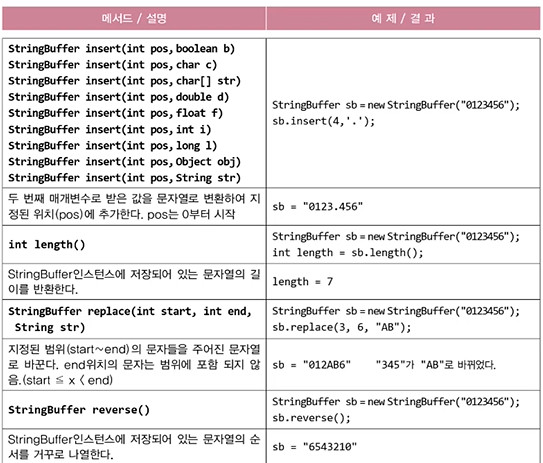 메서드 / 설명
예 제 / 결 과
StringBuffer insert(int pos,boolean b)
StringBuffer insert(int pos,char c)
StringBuffer insert(int pos,char[] str)
StringBuffer insert(int pos,double d)
StringBuffer insert(int pos,float f)
StringBuffer insert(int pos,int i)
StringBuffer insert(int pos,long l)
StringBuffer insert(int pos,Object obj)
StringBuffer insert(int pos,String str)
StringBuffer sb=new StringBuffer("0123456");
sb.insert(4,'.');
두 번째 매개변수로 받은 값을 문자열로 변환하여 지
정된 위치(pos)에 추가한다. pos는 0부터 시작
sb = "0123.456"
int length()
StringBuffer sb=new StringBuffer("0123456");
int length = sb.length();
StringBuffer인스턴스에 저장되어 있는 문자열의 길
이를 반환한다.
length = 7
StringBuffer replace(int start, int end,
String str)
StringBuffer sb=new StringBuffer("0123456");
sb.replace(3, 6, "AB");
지정된 범위(start~end)의 문자들을 주어진 문자열
로 바꾼다. end위치의 문자는 범위에 포함 되지 않
음.(start ≦ x < end)
sb = "012AB6" "345"가 "AB"로 바뀌었다.
StringBuffer reverse()
StringBuffer sb=new StringBuffer("0123456");
sb.reverse();
StringBuffer인스턴스에 저장되어 있는 문자열의 순
서를 거꾸로 나열한다.
sb = "6543210"